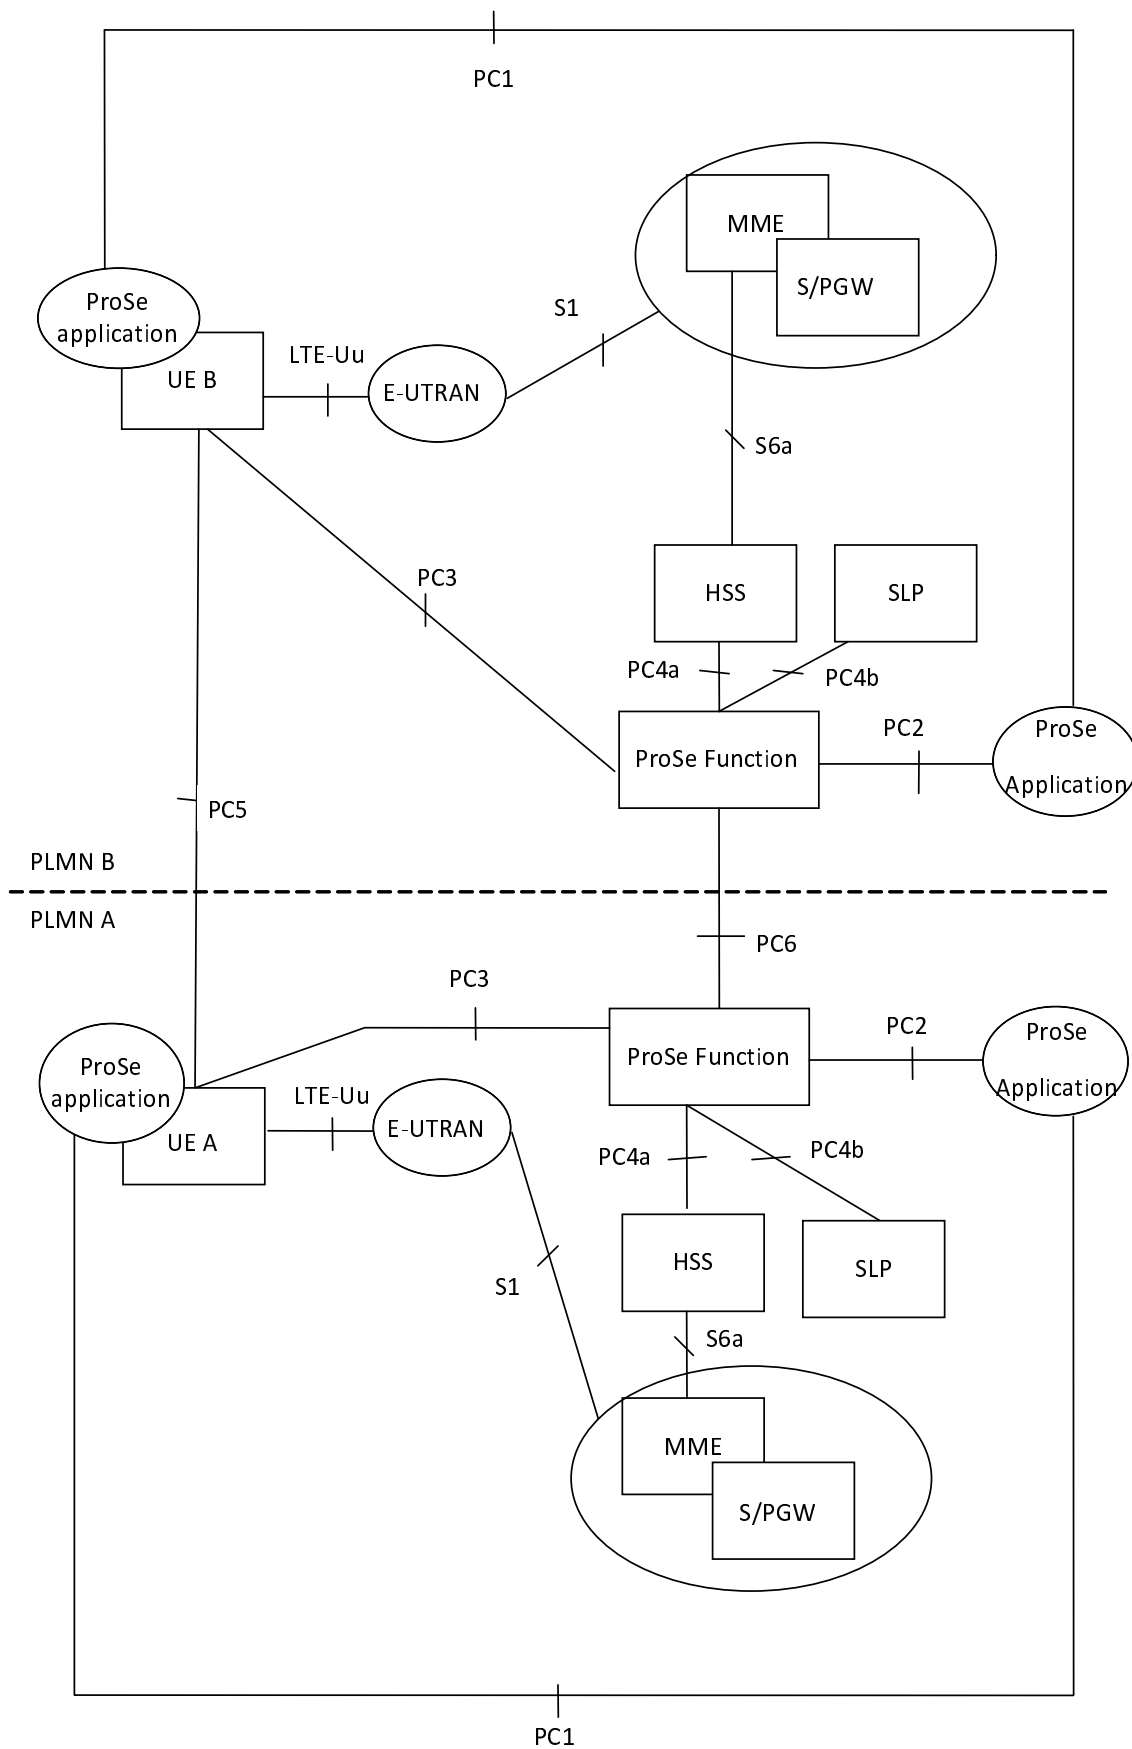 PC1
MME
S/PGW
ProSe
application
S1
LTE-Uu
UE B
E-UTRAN
S6a
PC3
HSS
SLP
PC4a
PC4b
ProSe
PC2
ProSe Function
Application
PC5
PLMN B
PLMN A
PC6
PC3
PC2
ProSe
ProSe Function
ProSe
application
Application
LTE-Uu
E-UTRAN
UE A
PC4a
PC4b
HSS
SLP
S1
S6a
MME
S/PGW
PC1